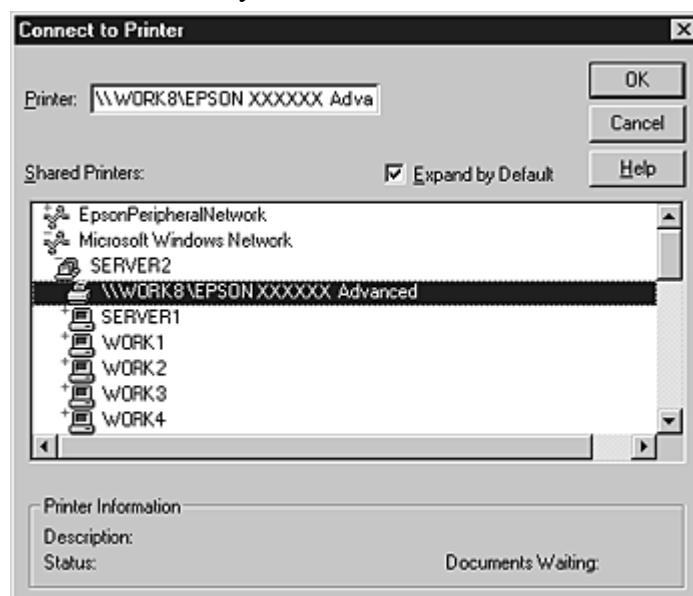 Connect to Printer
Printer: \\WORK8\EPSON XXXXXX Adva
OK
Cancel
Shared Printers:
Expand by Default
Help
EpsonPeripheralNetwork
Microsoft Windows Network
SERVER2
\\WORK8\EPSON XXXXXX Advanced
SERVER1
WORK1
WORK2
WORK3
WORK4
Printer Information
Description:
Status:
Documents Waiting: